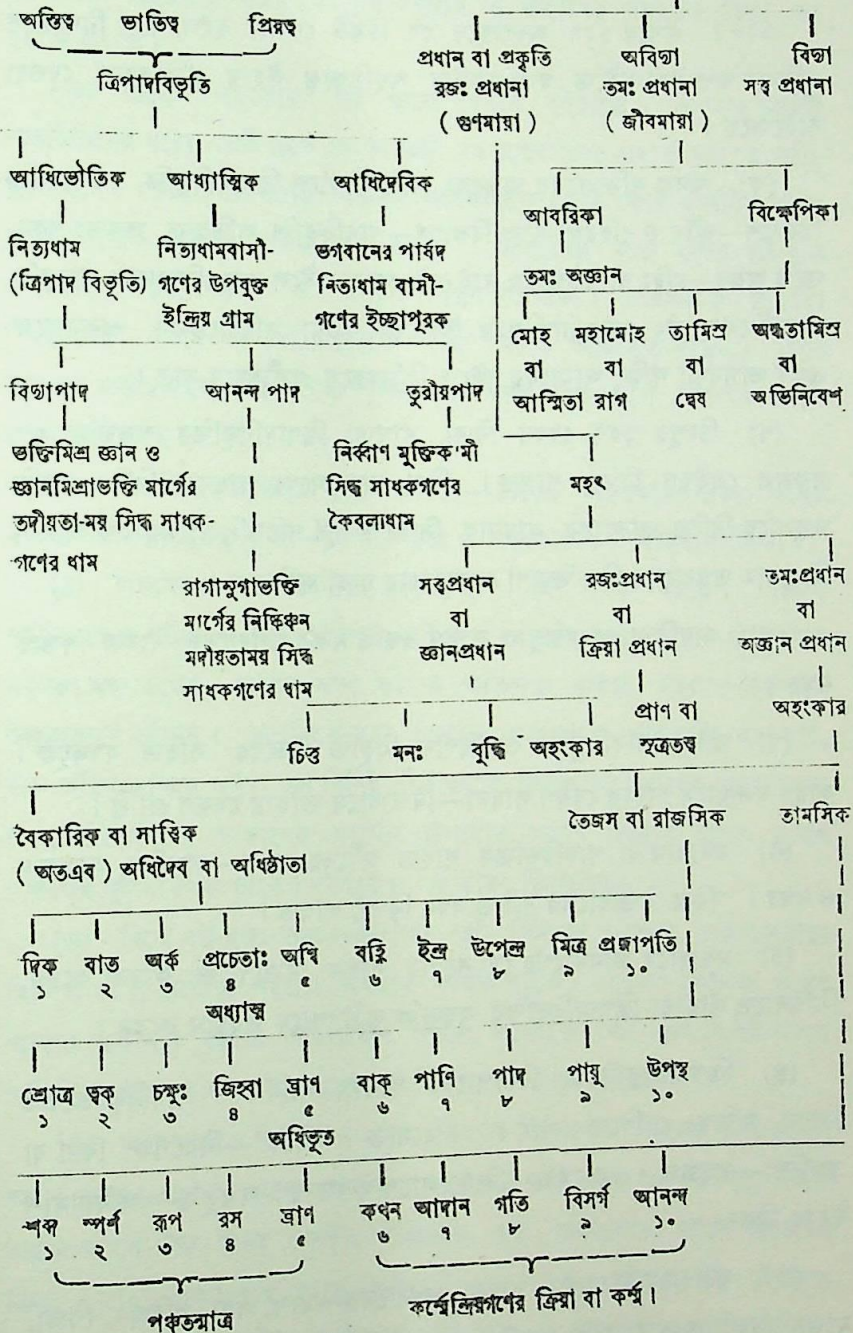 অস্তিত্ব ভাতিত্ব প্রিয়ত্ব
ত্রিপাদবিভূতি
প্রধান বা প্রকৃতি অবিদ্যা বিদ্যা
রজঃ প্রধানা তমঃ প্রধানা সত্ত্ব প্রধানা
( গুণমায়া ) ( জীবমায়া )
আধিভৌতিক আধ্যাত্মিক আধিদৈবিক
আবরিকা বিক্ষেপিকা
নিত্যধাম নিত্যধামবাসী- ভগবানের পার্ষদ
(ত্রিপাদ বিভূতি) গণের উপযুক্ত নিত্যধাম বাসী-
ইন্দ্রিয় গ্রাম গণের ইচ্ছাপূরক
তমঃ অজ্ঞান
মোহ মহামোহ তামিস্র অন্ধতামিস্র
বা বা বা বা
আস্মিতা রাগ দ্বেষ অভিনিবেশ
বিদ্যাপাদ আনন্দ পাদ তুরীয়পাদ
ভক্তিমিশ্র জ্ঞান ও নির্ব্বাণ মুক্তিকামী
জ্ঞানমিশ্রাভক্তি মার্গের সিদ্ধ সাধকগণের
তদীয়তা-ময় সিদ্ধ সাধক- কৈবল্যধাম
গণের ধাম
মহৎ
রাগানুগাভক্তি সত্ত্বপ্রধান রজঃপ্রধান তমঃপ্রধান
মার্গের নিষ্কিঞ্চন বা বা বা
মদীয়তাময় সিদ্ধ জ্ঞানপ্রধান ক্রিয়া প্রধান অজ্ঞান প্রধান
সাধকগণের ধাম
প্রাণ বা অহংকার
চিত্ত মনঃ বুদ্ধি অহংকার সূত্রতত্ত্ব
বৈকারিক বা সাত্ত্বিক তৈজস বা রাজসিক তামসিক
( অতএব ) অধিদৈব বা অধিষ্ঠাতা
দিক বাত অর্ক প্রচেতাঃ অশ্বি বহ্নি ইন্দ্র উপেন্দ্র মিত্র প্রজাপতি
১ ২ ৩ ৪ ৫ ৬ ৭ ৮ ৯ ১০
অধ্যাত্ম
শ্রোত্র ত্বক্ চক্ষুঃ জিহ্বা ঘ্রাণ বাক্ পাণি পাদ পায়ূ উপস্থ
১ ২ ৩ ৪ ৫ ৬ ৭ ৮ ৯ ১০
অধিভূত
শব্দ স্পর্শ রূপ রস ঘ্রাণ কথন আদান গতি বিসর্গ আনন্দ
১ ২ ৩ ৪ ৫ ৬ ৭ ৮ ৯ ১০
পঞ্চতন্মাত্র কর্ম্মেন্দ্রিয়গণের ক্রিয়া বা কর্ম্ম।